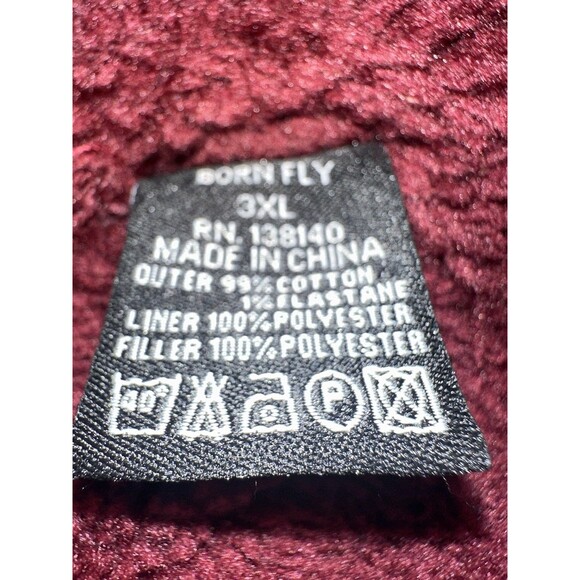 BORN FLY
3XL
RN. 138140
MADE IN CHINA
OUTER 99% COTTON
1% ELASTANE
LINER 100% POLYESTER
FILLER 100% POLYESTER
40° P